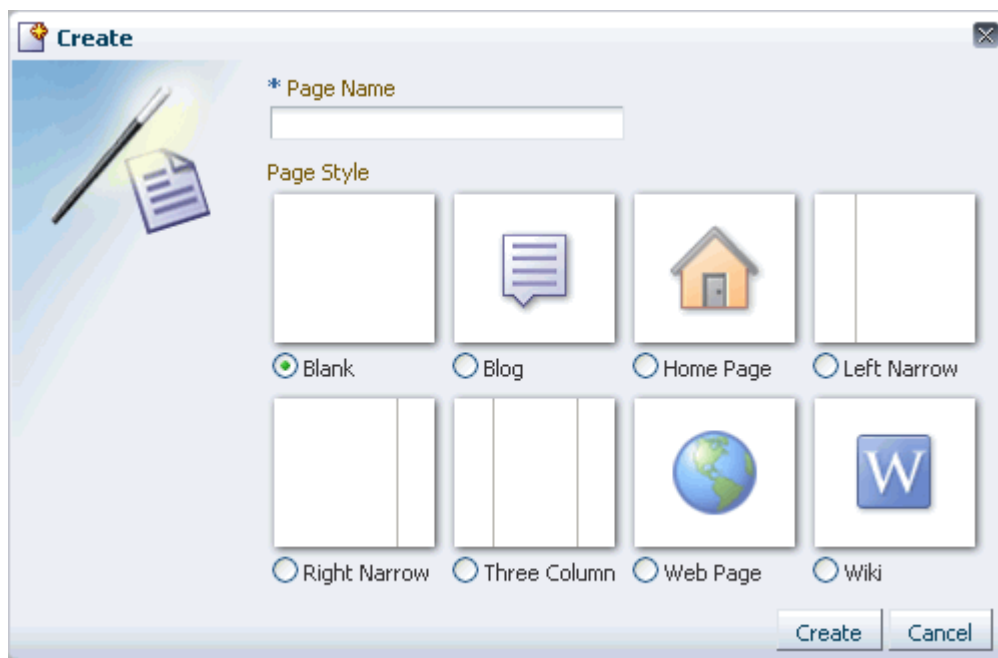 Create
* Page Name
Page Style
Blank Blog Home Page Left Narrow
W
Right Narrow Three Column Web Page Wiki
Create Cancel